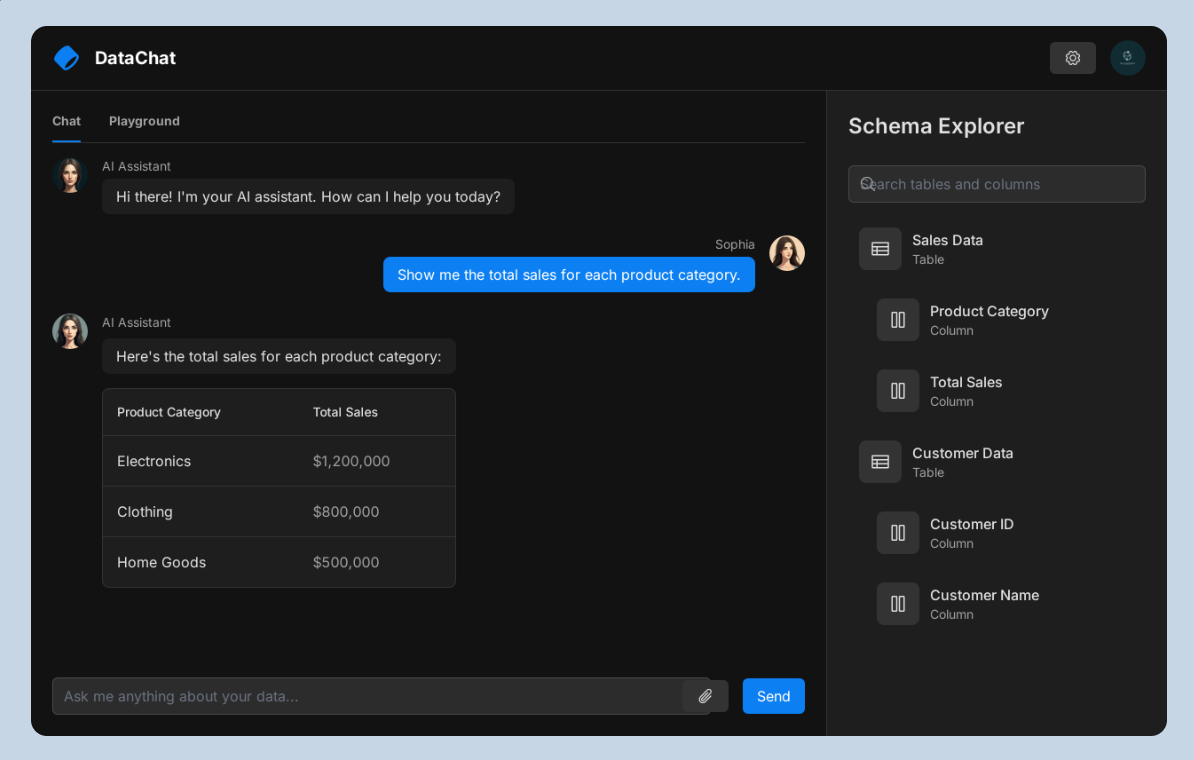 DataChat
Chat Playground
AI Assistant
Hi there! I'm your AI assistant. How can I help you today?
Sophia
Show me the total sales for each product category.
AI Assistant
Here's the total sales for each product category:
Product Category Total Sales
Electronics $1,200,000
Clothing $800,000
Home Goods $500,000
Ask me anything about your data...
Send
Schema Explorer
Search tables and columns
Sales Data
Table
Product Category
Column
Total Sales
Column
Customer Data
Table
Customer ID
Column
Customer Name
Column